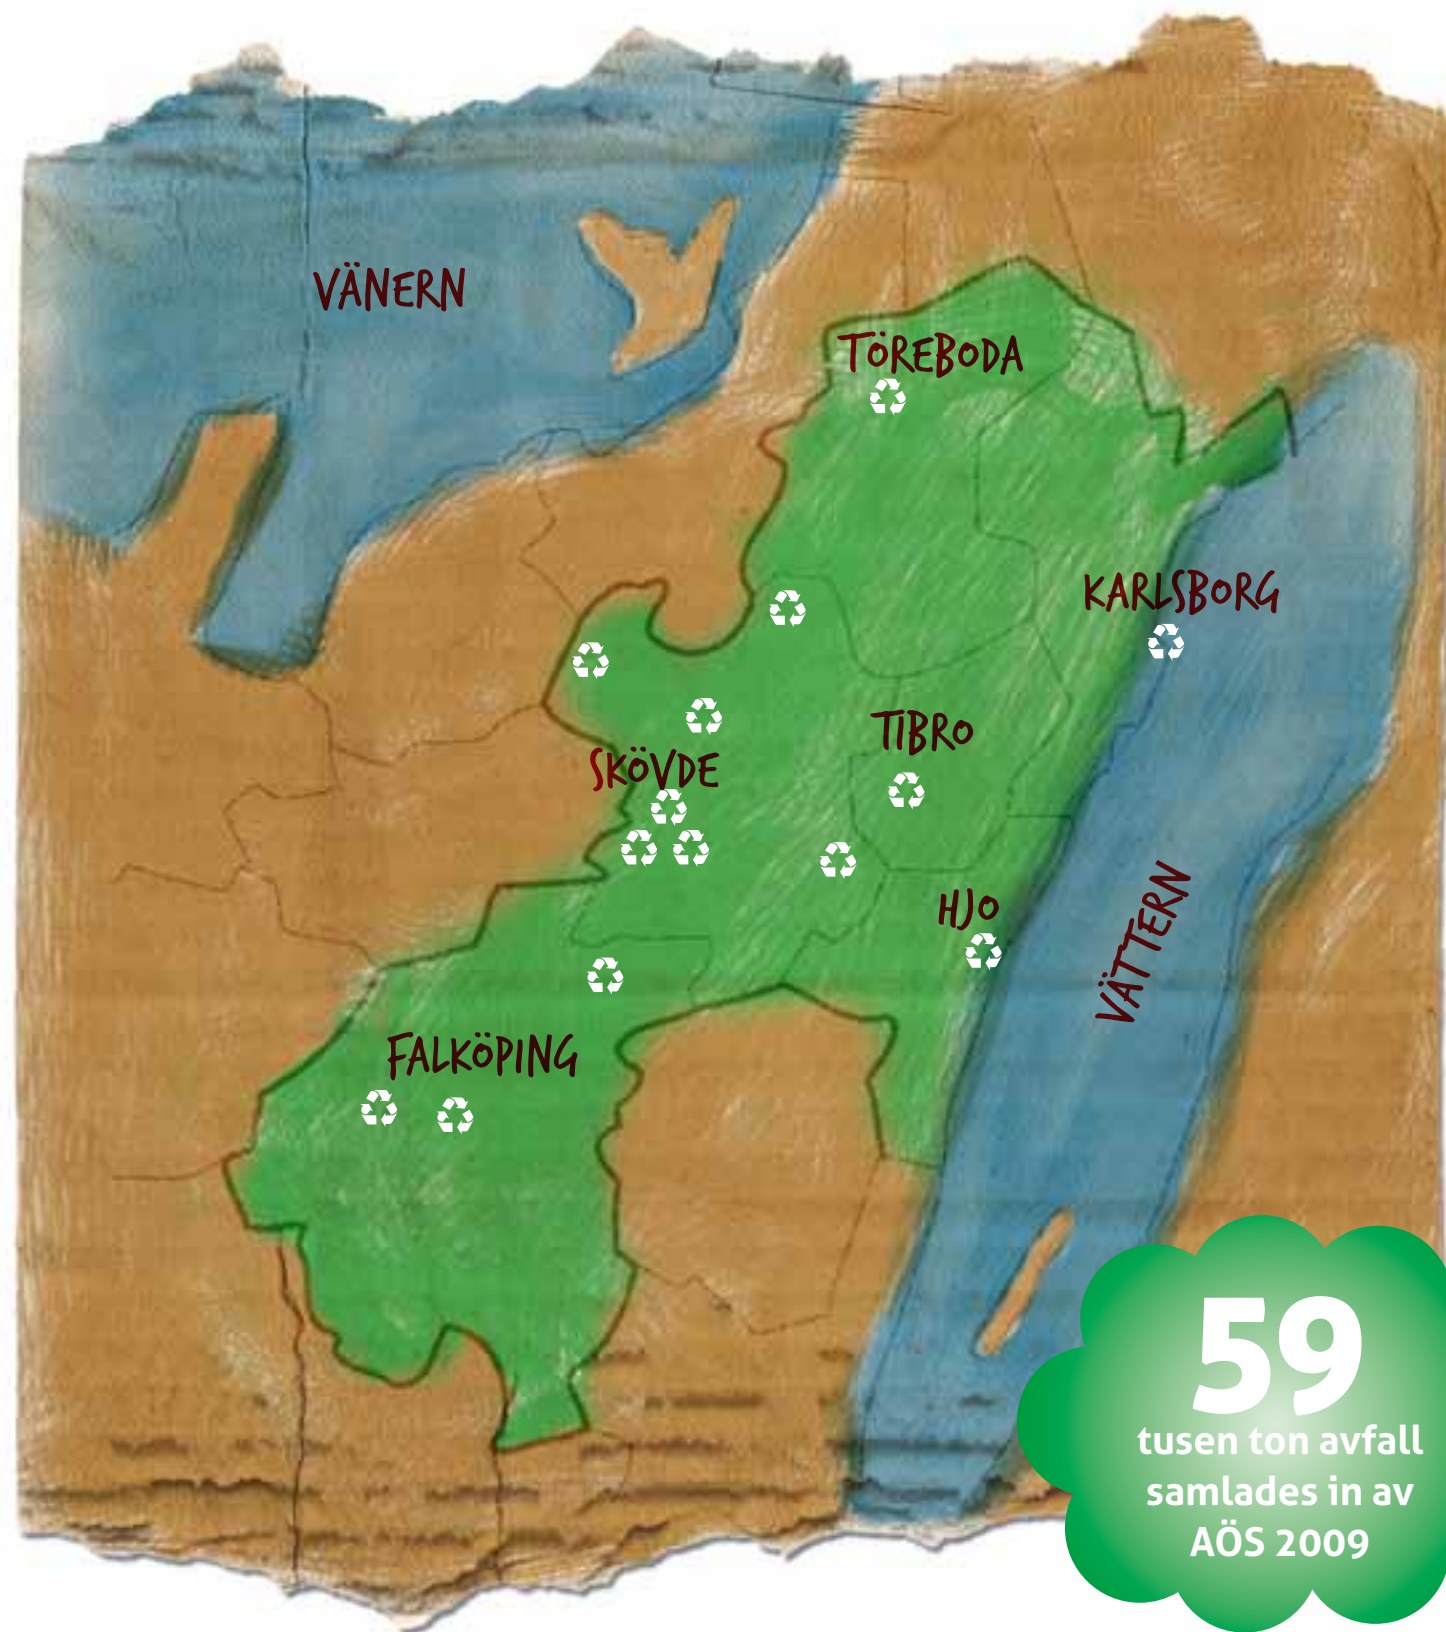 VÄNERN
TÖREBODA
KARLSBORG
TIBRO
SKÖVDE
HJO
VÄTTERN
FALKÖPING
59
tusen ton avfall
samlades in av
AÖS 2009